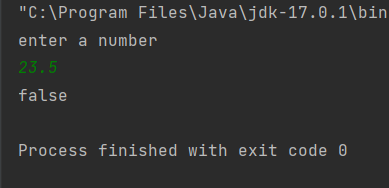 "C:\Program Files\Java\jdk-17.0.1\bin
enter a number
23.5
false
Process finished with exit code 0